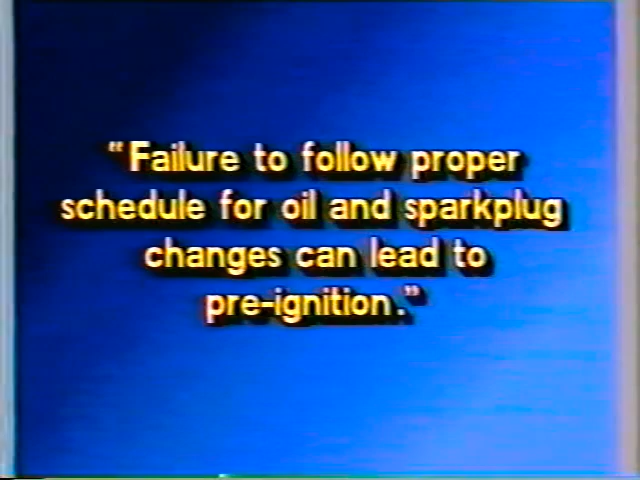 “Failure to follow proper
schedule for oil and sparkplug
changes can lead to
pre-ignition.”